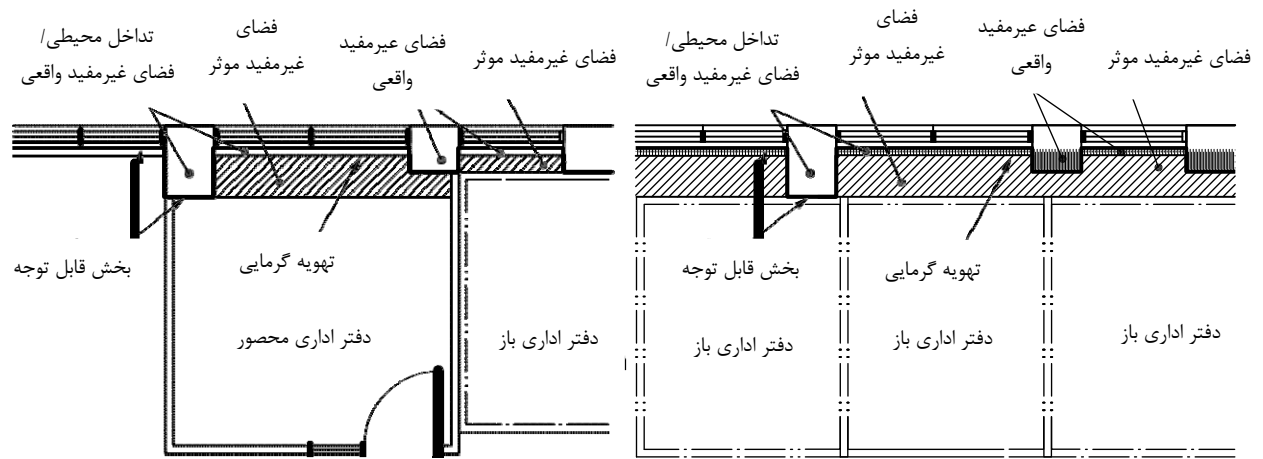 تداخل محیطی/
فضای غیرمفید واقعی
فضای
غیرمفید موثر
فضای عیرمفید
واقعی
فضای غیرمفید موثر
بخش قابل توجه
تهویه گرمایی
دفتر اداری محصور
دفتر اداری باز
تداخل محیطی/
فضای غیرمفید واقعی
فضای
غیرمفید موثر
فضای عیرمفید
واقعی
فضای غیرمفید موثر
بخش قابل توجه
تهویه گرمایی
دفتر اداری باز
دفتر اداری باز
دفتر اداری باز